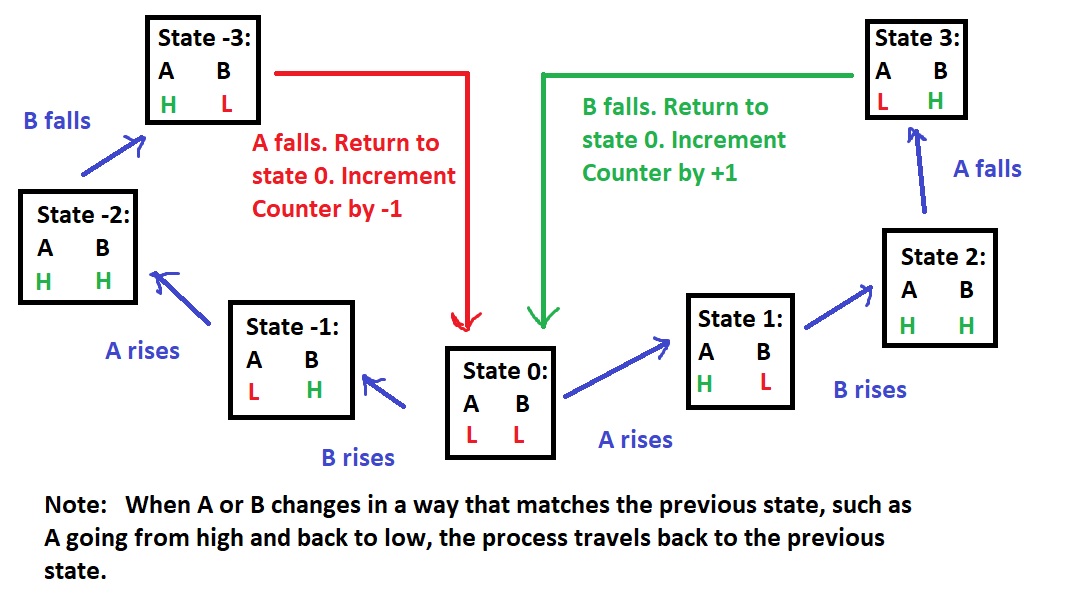 State -3:
A B
H L
State 3:
A B
L H
B falls
A falls. Return to
state 0. Increment
Counter by -1
B falls. Return to
state 0. Increment
Counter by +1
A falls
State -2:
A B
H H
State 2:
A B
H H
A rises
State -1:
A B
L H
State 0:
A B
L L
State 1:
A B
H L
B rises
B rises
A rises
Note: When A or B changes in a way that matches the previous state, such as
A going from high and back to low, the process travels back to the previous
state.